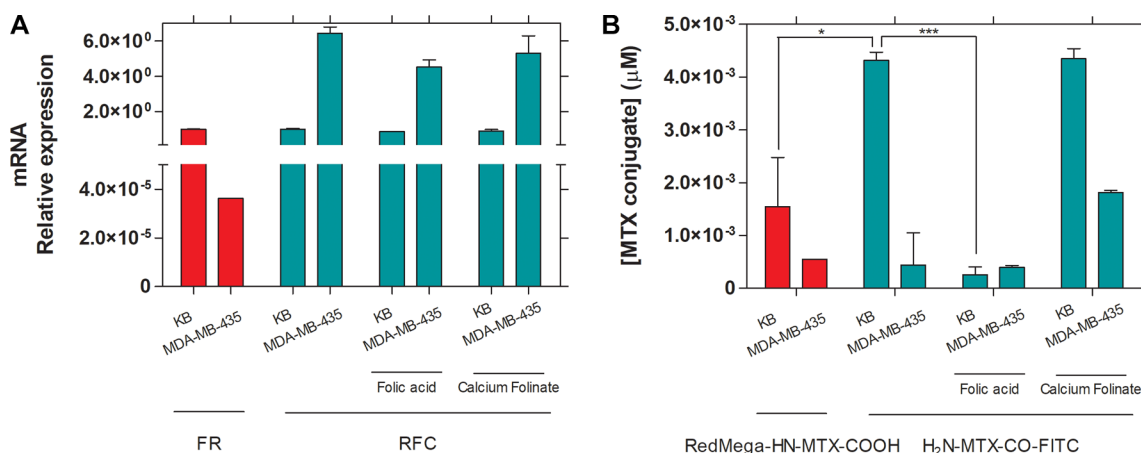 A
mRNA
Relative expression
6.0×10⁰
4.0×10⁰
2.0×10⁰
4.0×10⁻⁵
2.0×10⁻⁵
0
KB
MDA-MB-435
KB
MDA-MB-435
KB
MDA-MB-435
KB
MDA-MB-435
Folic acid
Calcium Folinate
FR
RFC
B
[MTX conjugate] (μM)
5.0×10⁻³
4.0×10⁻³
3.0×10⁻³
2.0×10⁻³
1.0×10⁻³
0
*
***
KB
MDA-MB-435
KB
MDA-MB-435
KB
MDA-MB-435
KB
MDA-MB-435
Folic acid
Calcium Folinate
RedMega-HN-MTX-COOH
H₂N-MTX-CO-FITC